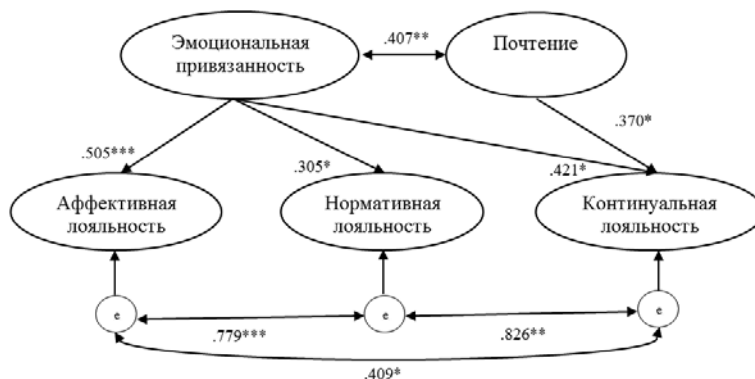 Эмоциональная
привязанность
.407**
Почтение
.505***
.305*
.421*
.370*
Аффективная
лояльность
Нормативная
лояльность
Континуальная
лояльность
e
e
e
.779***
.826**
.409*